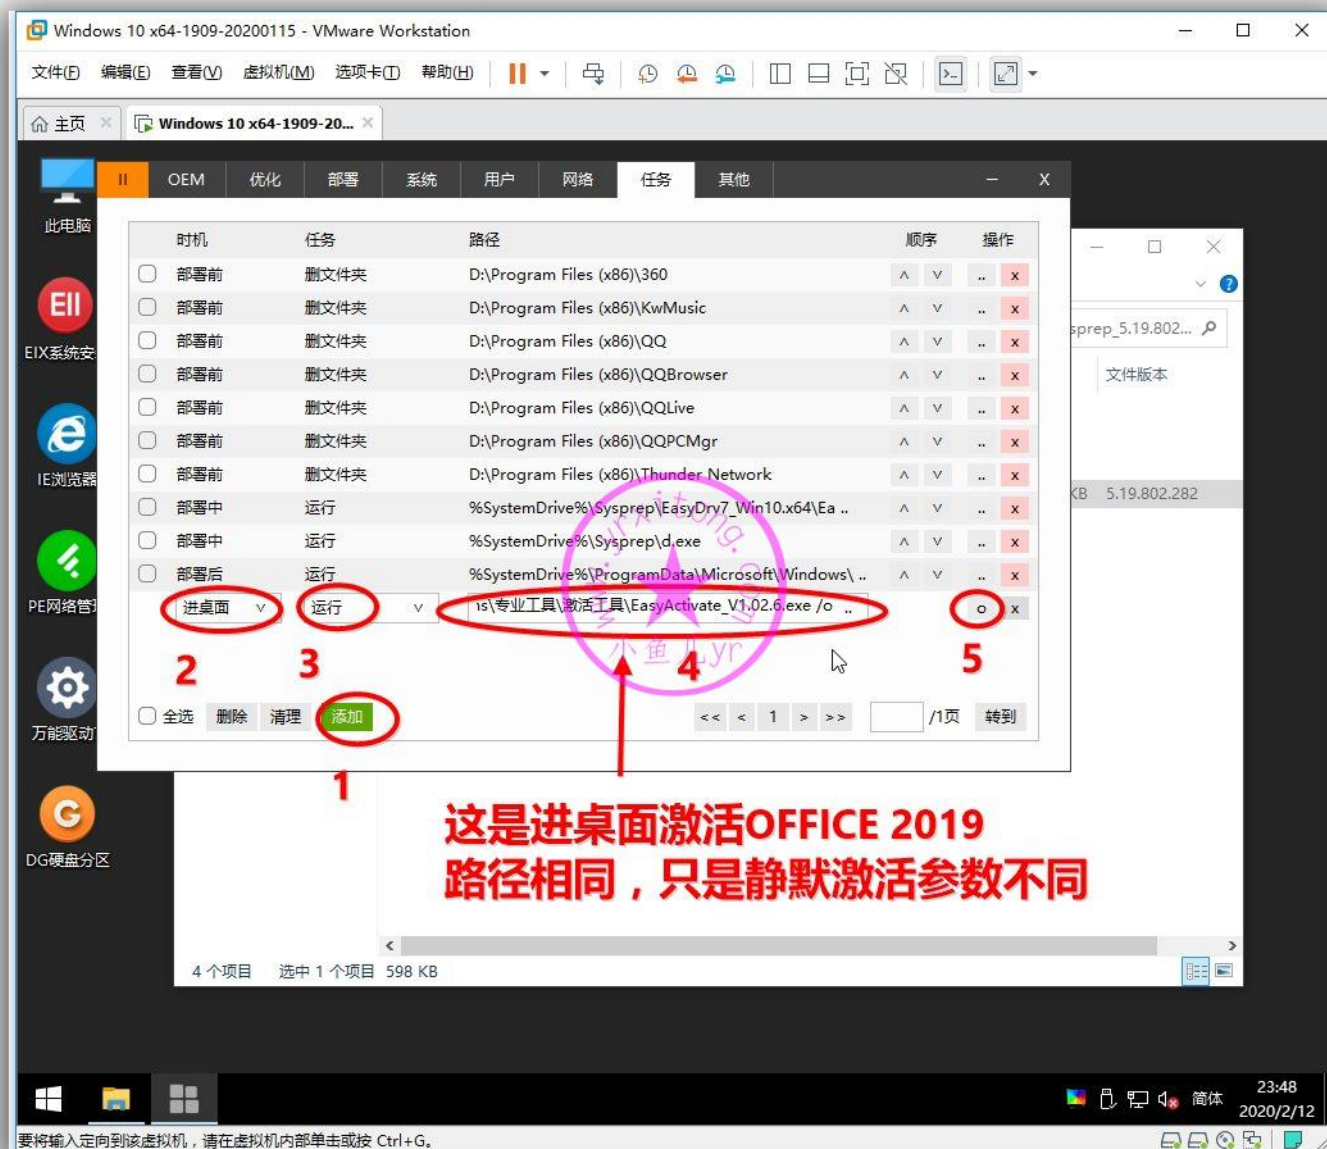 Windows 10 x64-1909-20200115 - VMware Workstation
文件(F) 编辑(E) 查看(V) 虚拟机(M) 选项卡(T) 帮助(H)
主页 Windows 10 x64-1909-20...
II OEM 优化 部署 系统 用户 网络 任务 其他 X
此电脑
时机 任务 路径 顺序 操作
部署前 删文件夹 D:\Program Files (x86)\360 .. x
部署前 删文件夹 D:\Program Files (x86)\KwMusic .. x
EII
sprep_5.19.802...
部署前 删文件夹 D:\Program Files (x86)\QQ .. x
EIX系统安
部署前 删文件夹 D:\Program Files (x86)\QQBrowser .. x
文件版本
部署前 删文件夹 D:\Program Files (x86)\QQLive .. x
部署前 删文件夹 D:\Program Files (x86)\QQPCMgr .. x
部署前 删文件夹 D:\Program Files (x86)\Thunder Network .. x
IE浏览器
KB 5.19.802.282
部署中 运行 %SystemDrive%\Sysprep\EasyDrv7_Win10.x64\Ea .. .. x
部署中 运行 %SystemDrive%\Sysprep\d.exe .. x
部署后 运行 %SystemDrive%\ProgramData\Microsoft\Windows\ .. .. x
PE网络管
进桌面 运行 ns\专业工具\激活工具\EasyActivate_V1.02.6.exe /o .. o x
www.yrxitong.com
小鱼儿yr
2 3 4 5
全选 删除 清理 添加 << < 1 > >> /1页 转到
万能驱动
1
这是进桌面激活OFFICE 2019
路径相同，只是静默激活参数不同
G
DG硬盘分区
4 个项目 选中 1 个项目 598 KB
简体 23:48
2020/2/12
要将输入定向到该虚拟机，请在虚拟机内部单击或按 Ctrl+G。